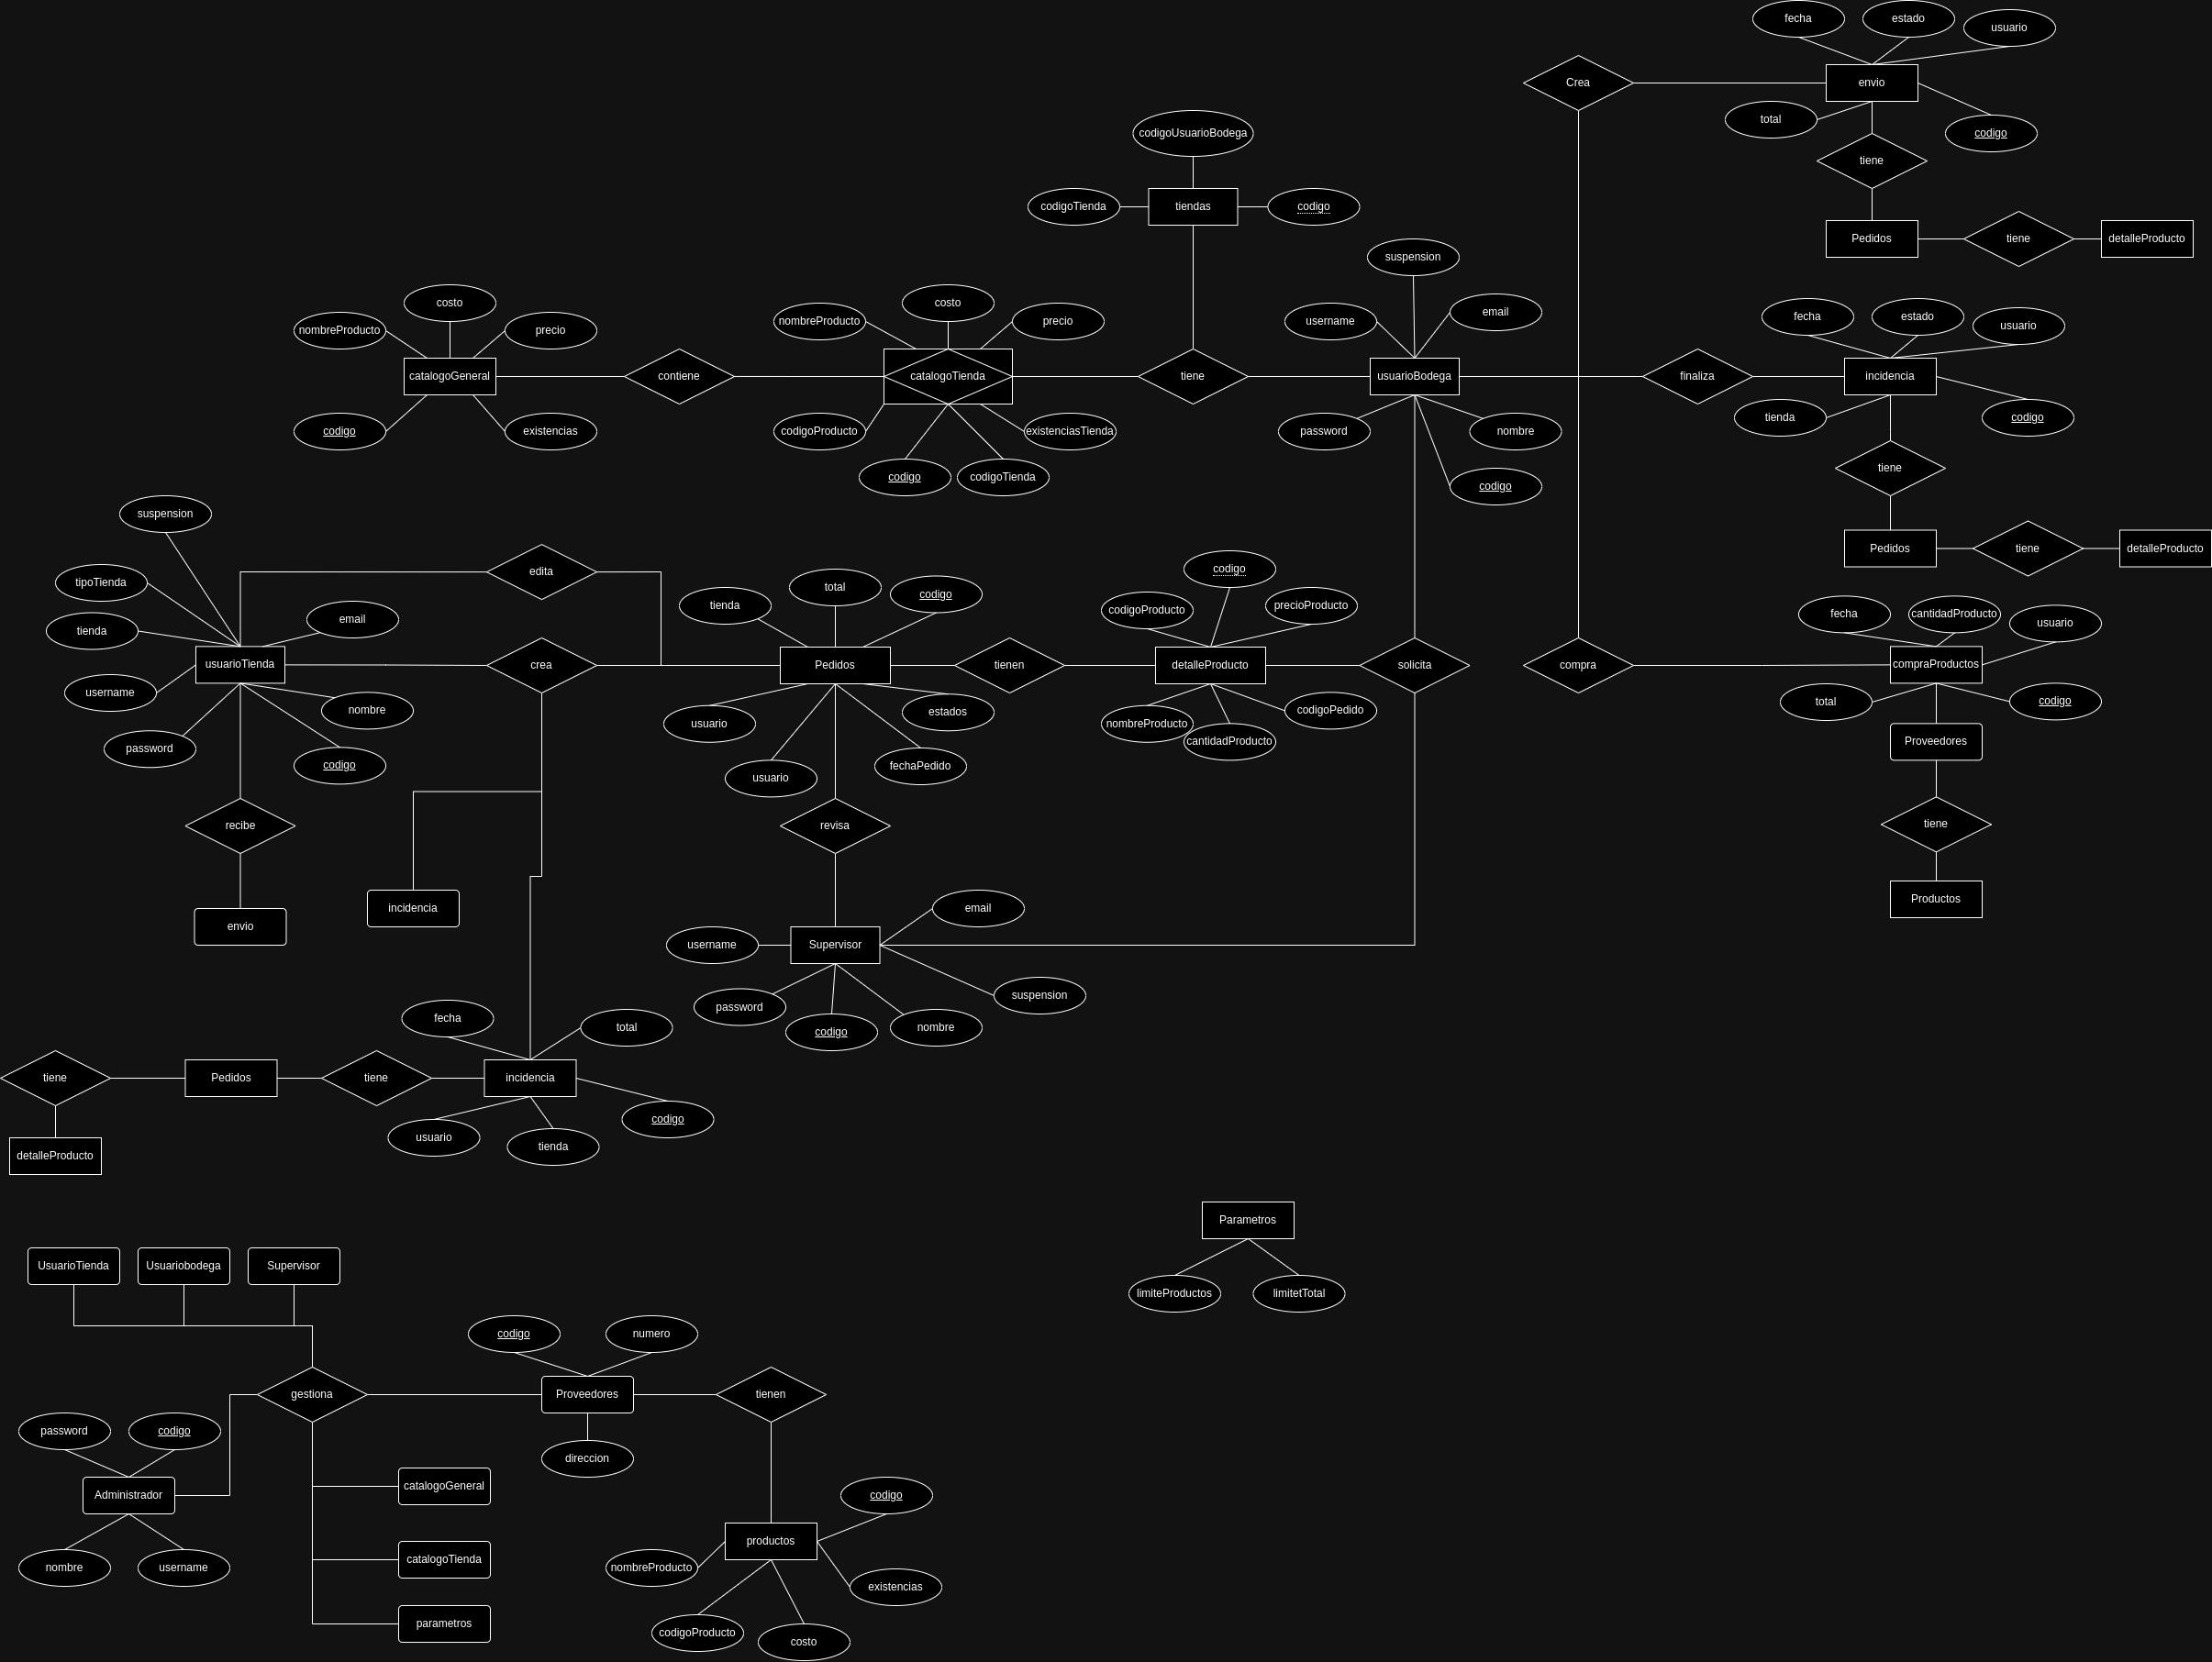 fecha
estado
usuario
Crea
envio
total
codigo
codigoUsuarioBodega
tiene
codigoTienda
tiendas
codigo
Pedidos
tiene
detalleProducto
suspension
nombreProducto
costo
precio
nombreProducto
costo
precio
username
email
fecha
estado
usuario
catalogoGeneral
contiene
catalogoTienda
tiene
usuarioBodega
finaliza
incidencia
codigo
existencias
codigoProducto
existenciasTienda
codigo
codigoTienda
password
nombre
codigo
tienda
codigo
tiene
suspension
Pedidos
tiene
detalleProducto
tipoTienda
edita
tienda
email
tienda
total
codigo
codigo
codigoProducto
precioProducto
fecha
cantidadProducto
usuario
usuarioTienda
crea
Pedidos
tienen
detalleProducto
solicita
compra
compraProductos
username
nombre
password
codigo
usuario
estados
usuario
fechaPedido
nombreProducto
cantidadProducto
codigoPedido
total
codigo
Proveedores
recibe
revisa
tiene
envio
incidencia
Productos
username
Supervisor
email
password
codigo
nombre
suspension
fecha
total
tiene
Pedidos
tiene
incidencia
usuario
tienda
codigo
detalleProducto
Parametros
limiteProductos
limitetTotal
UsuarioTienda
Usuariobodega
Supervisor
codigo
numero
gestiona
Proveedores
tienen
password
codigo
direccion
Administrador
catalogoGeneral
nombre
username
catalogoTienda
parametros
codigo
productos
nombreProducto
existencias
codigoProducto
costo